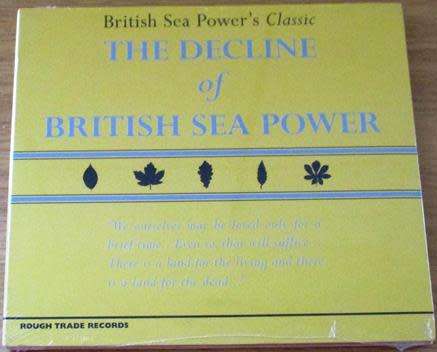 British Sea Power's Classic
THE DECLINE
of
BRITISH SEA POWER
"We ourselves may be loved only for a
brief time. Even so, that will suffice...
There is a land for the living and there
is a land for the dead..."
ROUGH TRADE RECORDS